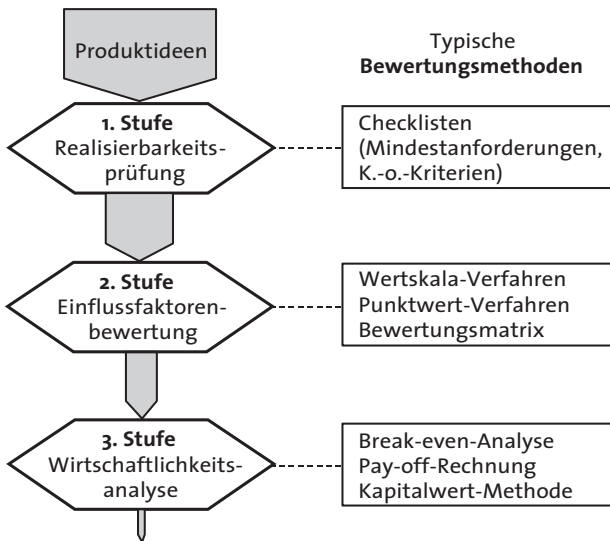 Produktideen
Typische
Bewertungsmethoden
1. Stufe
Realisierbarkeits-
prüfung
Checklisten
(Mindestanforderungen,
K.-o.-Kriterien)
2. Stufe
Einflussfaktoren-
bewertung
Wertskala-Verfahren
Punktwert-Verfahren
Bewertungsmatrix
3. Stufe
Wirtschaftlichkeits-
analyse
Break-even-Analyse
Pay-off-Rechnung
Kapitalwert-Methode